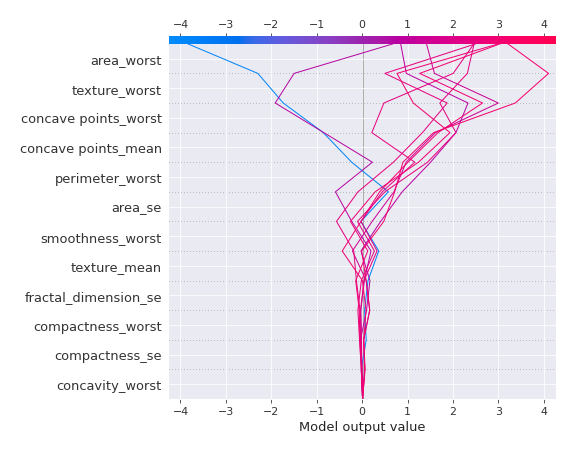 −4 −3 −2 −1 0 1 2 3 4
area_worst
texture_worst
concave points_worst
concave points_mean
perimeter_worst
area_se
smoothness_worst
texture_mean
fractal_dimension_se
compactness_worst
compactness_se
concavity_worst
−4 −3 −2 −1 0 1 2 3 4
Model output value